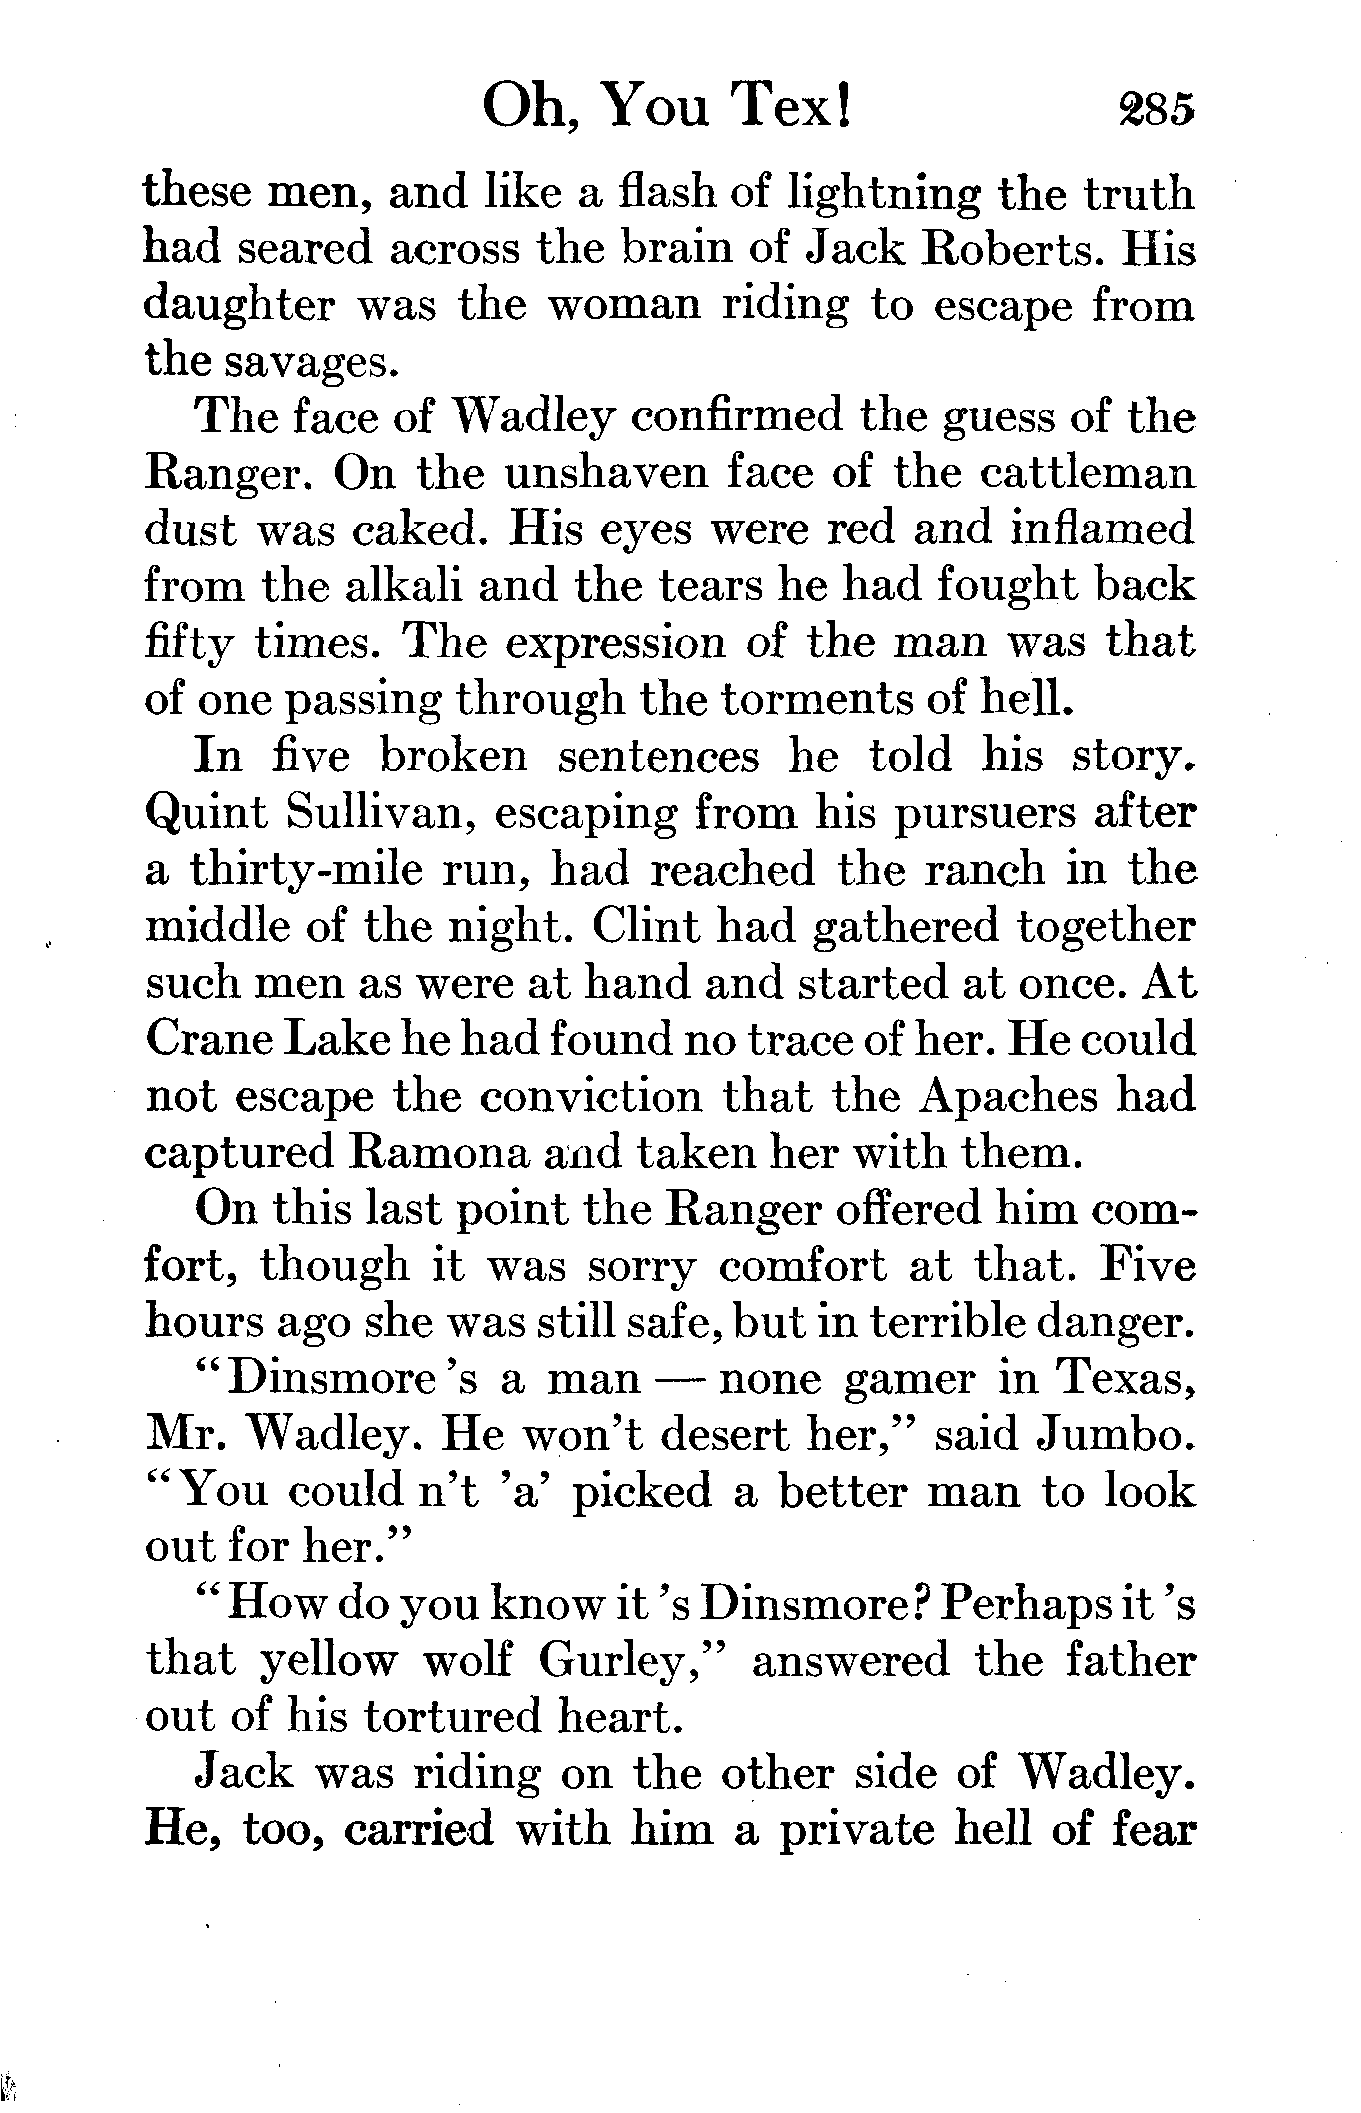 Oh, You Tex! 285
these men, and like a flash of lightning the truth
had seared across the brain of Jack Roberts. His
daughter was the woman riding to escape from
the savages.
The face of Wadley confirmed the guess of the
Ranger. On the unshaven face of the cattleman
dust was caked. His eyes were red and inflamed
from the alkali and the tears he had fought back
fifty times. The expression of the man was that
of one passing through the torments of hell.
In five broken sentences he told his story.
Quint Sullivan, escaping from his pursuers after
a thirty-mile run, had reached the ranch in the
middle of the night. Clint had gathered together
such men as were at hand and started at once. At
Crane Lake he had found no trace of her. He could
not escape the conviction that the Apaches had
captured Ramona and taken her with them.
On this last point the Ranger offered him com-
fort, though it was sorry comfort at that. Five
hours ago she was still safe, but in terrible danger.
“Dinsmore 's a man — none gamer in Texas,
Mr. Wadley. He won't desert her,” said Jumbo.
“You could n't 'a' picked a better man to look
out for her.”
“How do you know it 's Dinsmore? Perhaps it 's
that yellow wolf Gurley,” answered the father
out of his tortured heart.
Jack was riding on the other side of Wadley.
He, too, carried with him a private hell of fear